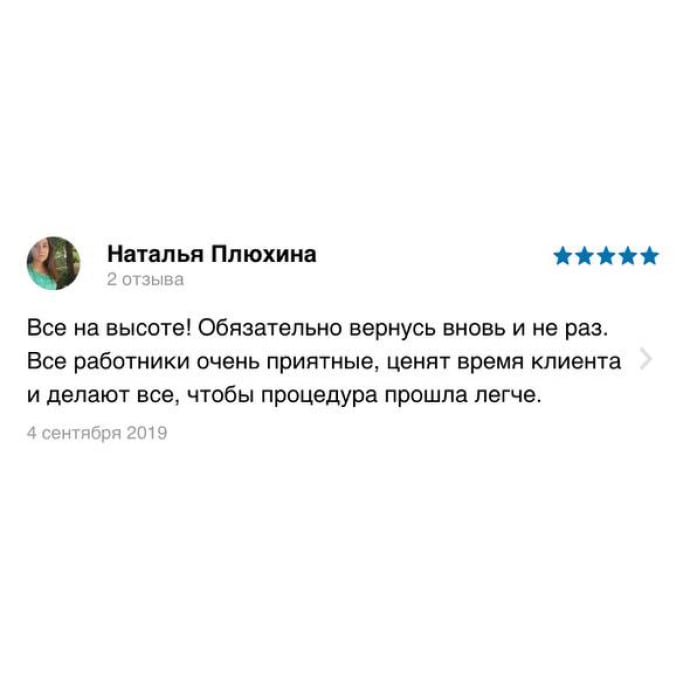 Наталья Плюхина
2 отзыва
Все на высоте! Обязательно вернусь вновь и не раз.
Все работники очень приятные, ценят время клиента
и делают все, чтобы процедура прошла легче.
4 сентября 2019